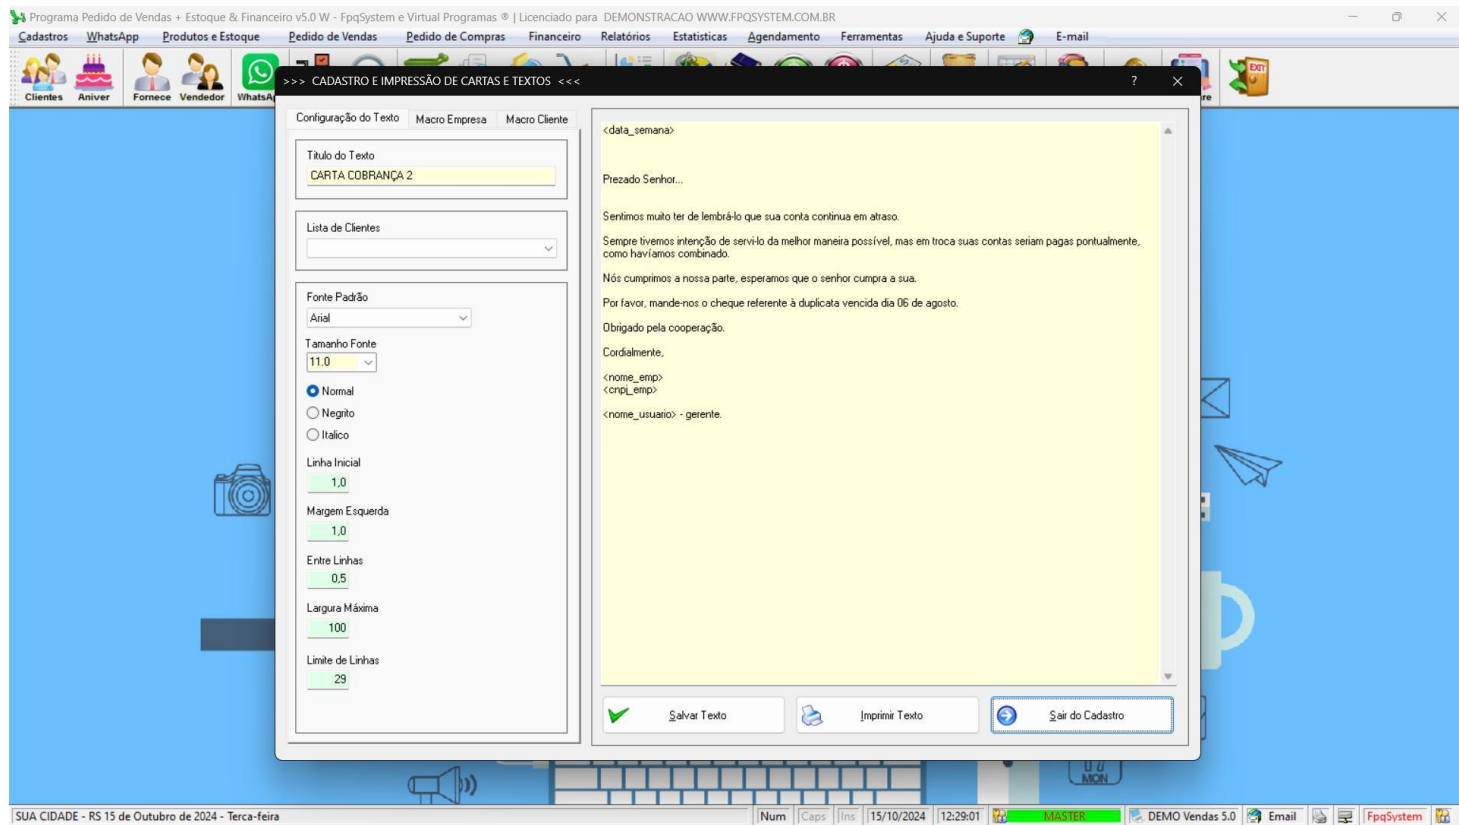 Programa Pedido de Vendas + Estoque & Financeiro v5.0 W - FpqSystem e Virtual Programas ® | Licenciado para DEMONSTRACAO WWW.FPQSYSTEM.COM.BR
Cadastros WhatsApp Produtos e Estoque Pedido de Vendas Pedido de Compras Financeiro Relatórios Estatisticas Agendamento Ferramentas Ajuda e Suporte E-mail
Clientes Aniver Fornece Vendedor WhatsA
EXIT
re
>>> CADASTRO E IMPRESSÃO DE CARTAS E TEXTOS <<<
Configuração do Texto Macro Empresa Macro Cliente
Título do Texto
CARTA COBRANÇA 2
Lista de Clientes
Fonte Padrão
Arial
Tamanho Fonte
11.0
Normal
Negrito
Italico
Linha Inicial
1,0
Margem Esquerda
1,0
Entre Linhas
0,5
Largura Máxima
100
Limite de Linhas
29
<data_semana>
Prezado Senhor...
Sentimos muito ter de lembrá-lo que sua conta continua em atraso.
Sempre tivemos intenção de servi-lo da melhor maneira possível, mas em troca suas contas seriam pagas pontualmente,
como havíamos combinado.
Nós cumprimos a nossa parte, esperamos que o senhor cumpra a sua.
Por favor, mande-nos o cheque referente à duplicata vencida dia 06 de agosto.
Obrigado pela cooperação.
Cordialmente,
<nome_emp>
<cnpj_emp>
<nome_usuario> - gerente.
Salvar Texto Imprimir Texto Sair do Cadastro
17
MON
SUA CIDADE - RS 15 de Outubro de 2024 - Terca-feira Num Caps Ins 15/10/2024 12:29:01 MASTER DEMO Vendas 5.0 Email FpqSystem